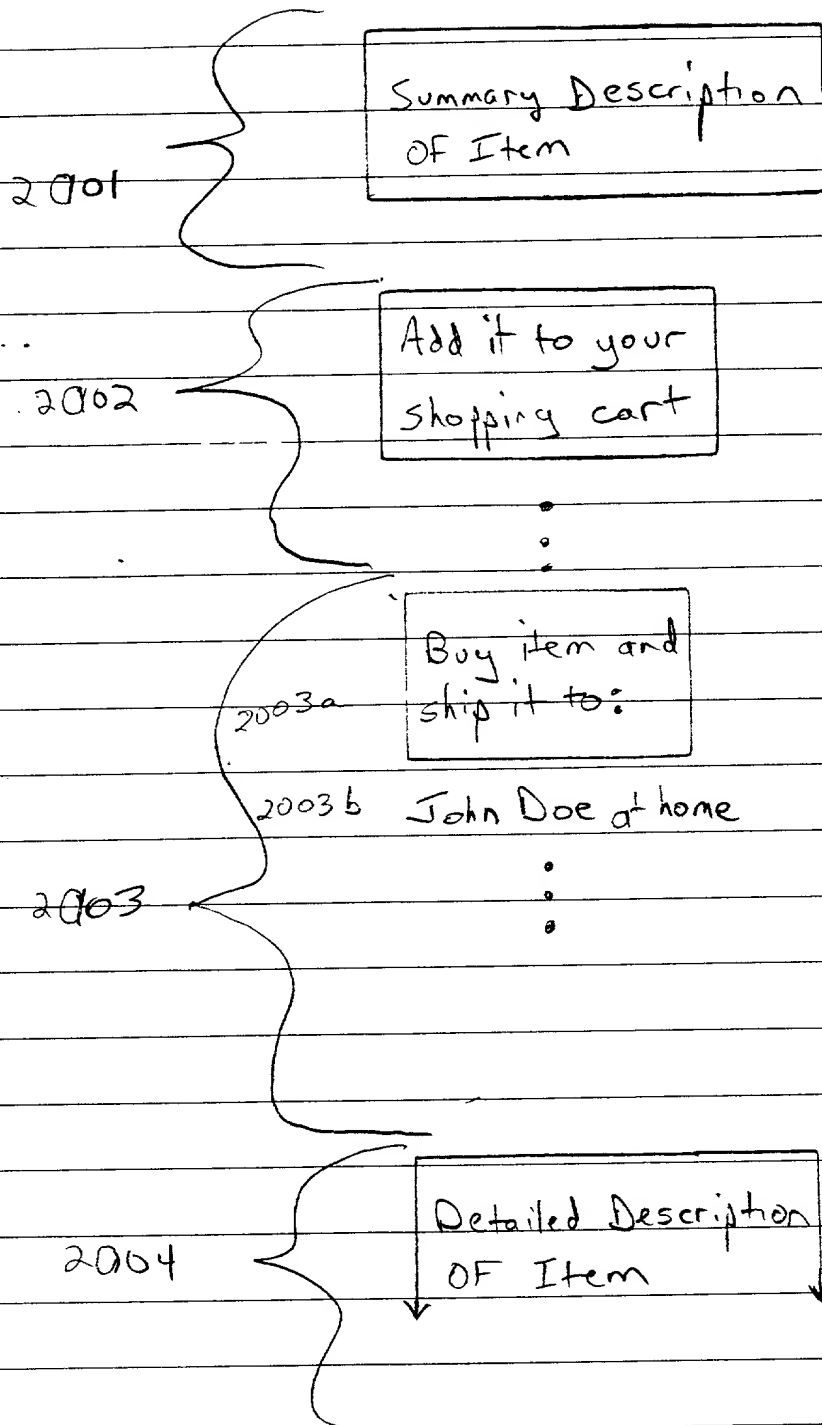 2001
Summary Description
OF Item
2002
Add it to your
shopping cart
2003
2003a
Buy item and
ship it to:
2003b John Doe at home
2004
Detailed Description
OF Item